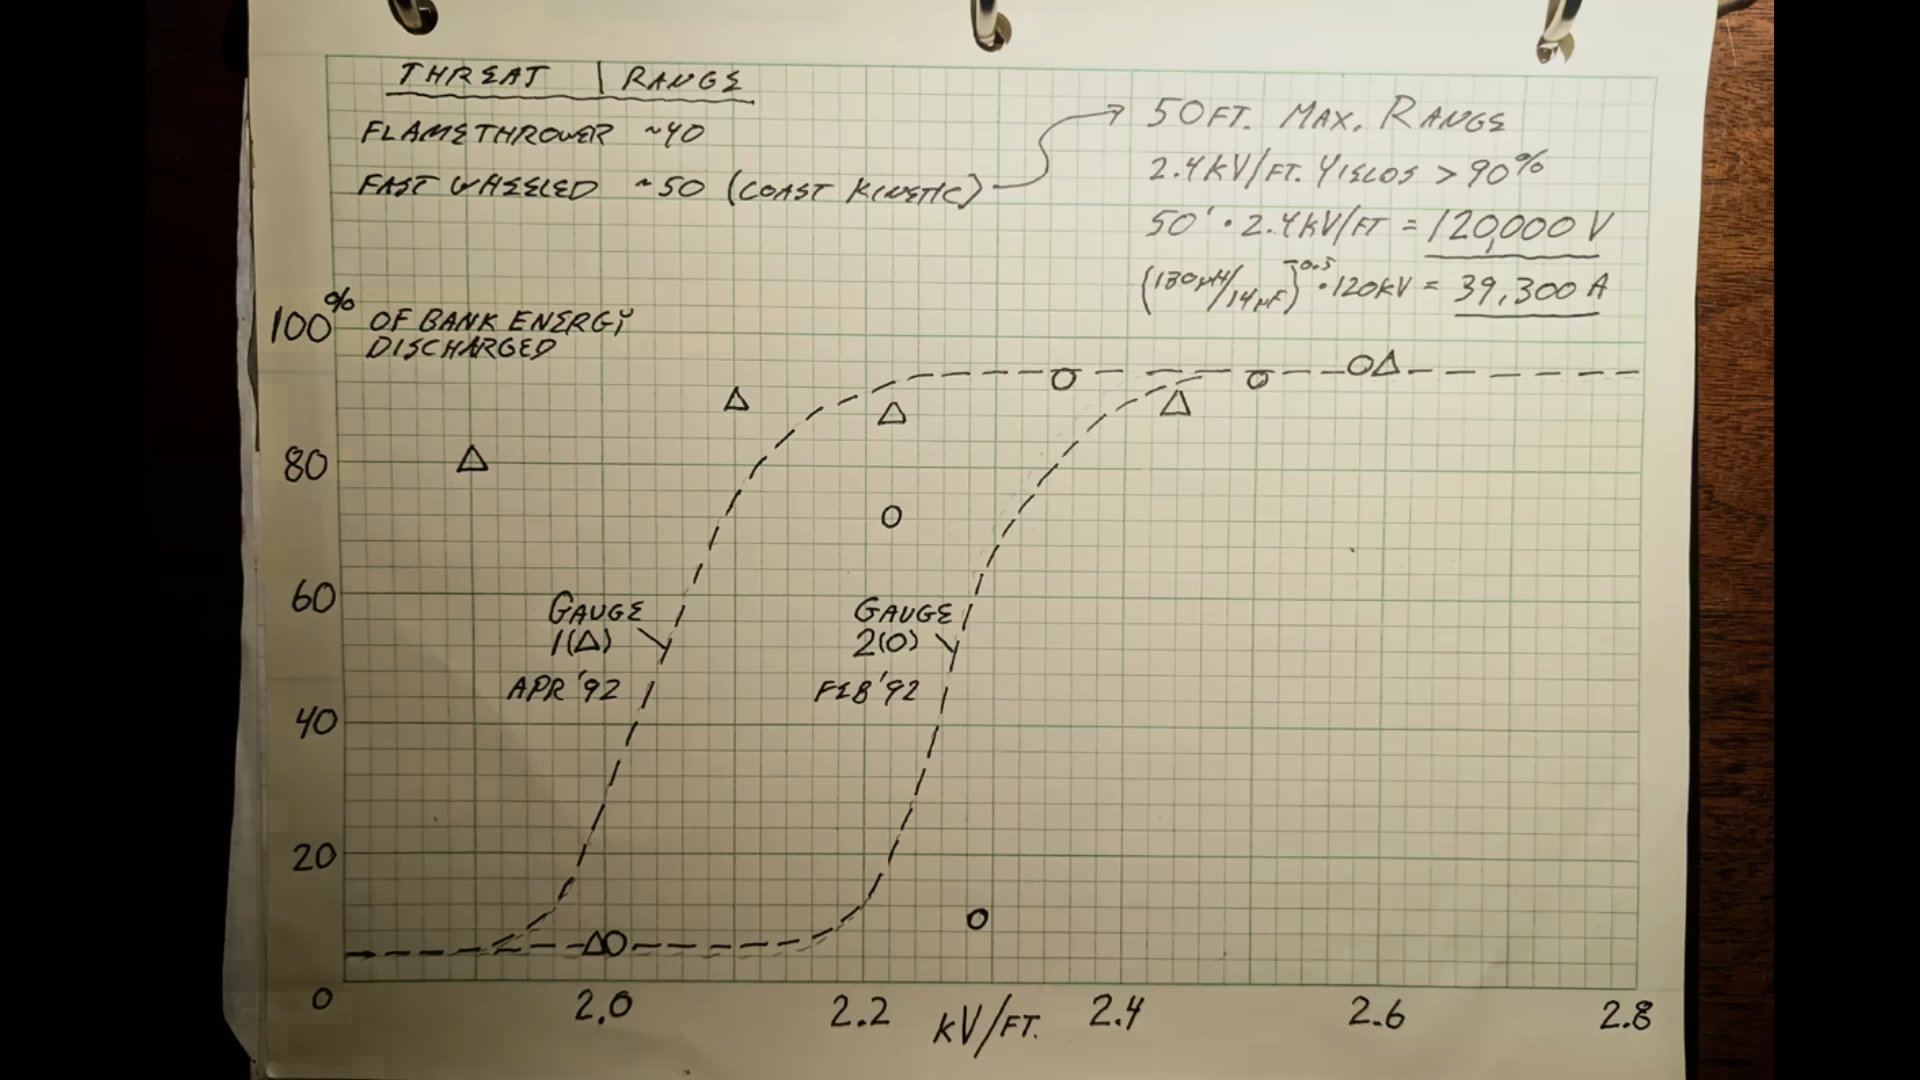 THREAT | RANGE
FLAMETHROWER ~40
FAST WHEELED ~50 (COAST KINETIC)
50FT. MAX. RANGE
2.4kV/FT. YIELDS > 90%
50' · 2.4kV/FT = 120,000 V
(130µH/14µF)^-0.5 · 120kV = 39,300 A
100% OF BANK ENERGY
DISCHARGED
80
60
GAUGE
1(△)
APR '92
GAUGE
2(O)
FEB '92
40
20
0
2.0
2.2
kV/FT.
2.4
2.6
2.8